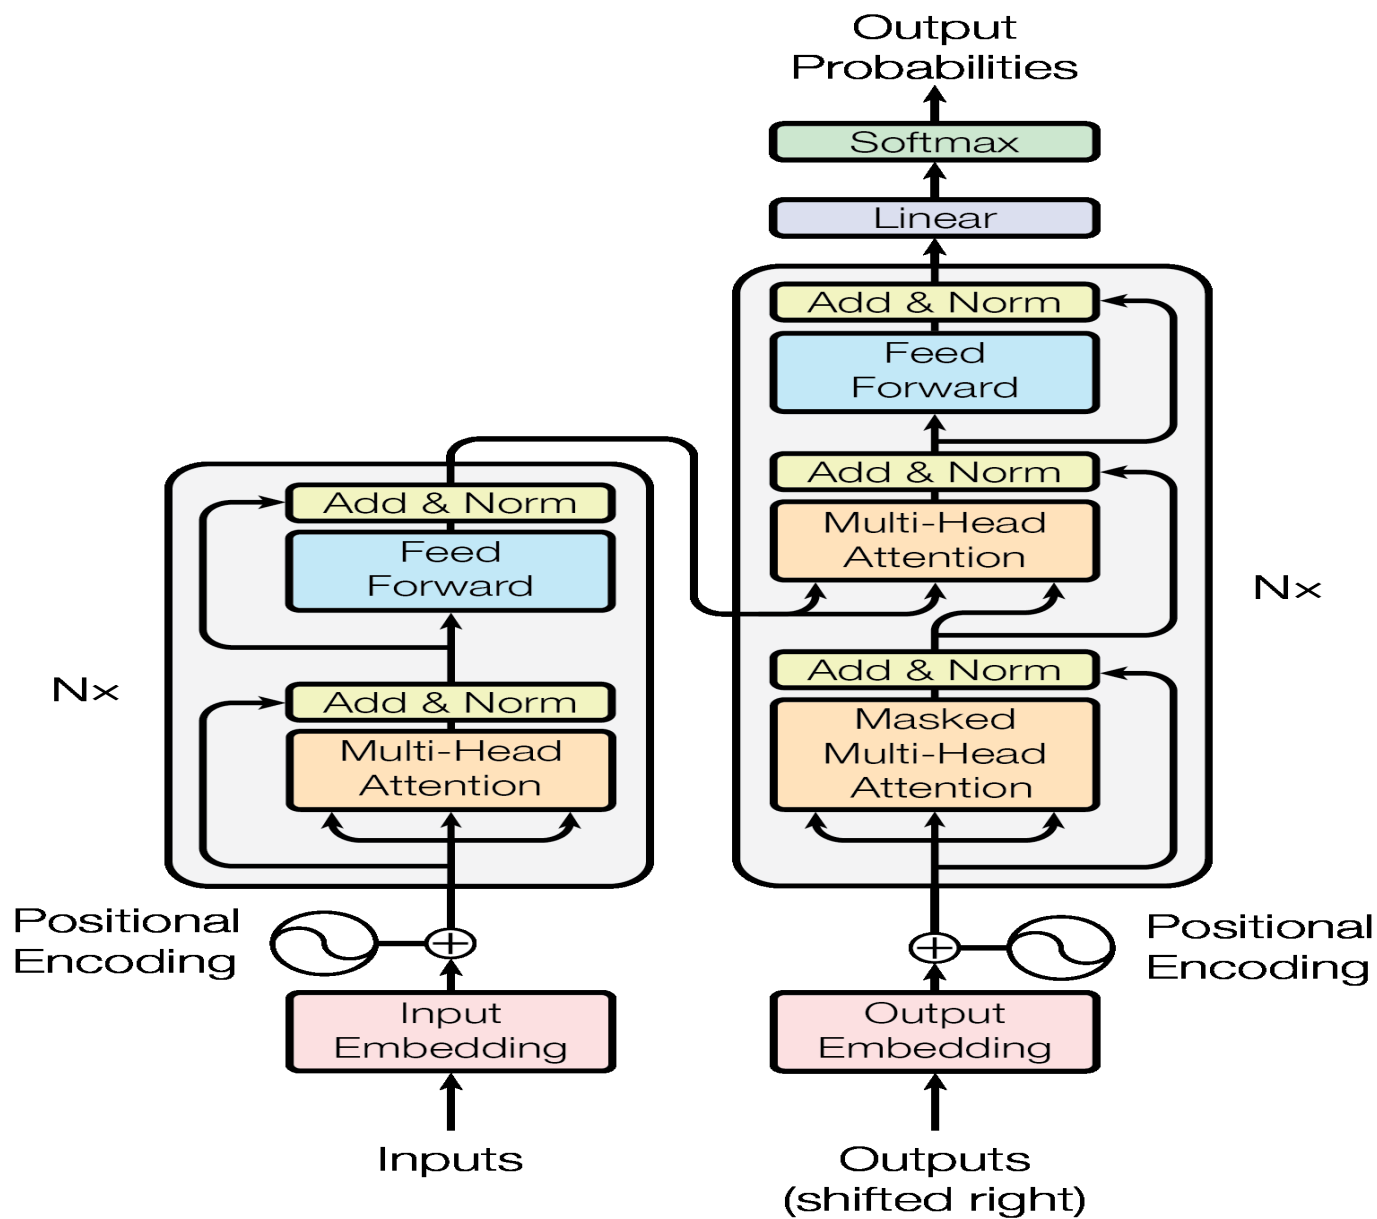 Output
Probabilities
Softmax
Linear
Add & Norm
Feed
Forward
Add & Norm
Multi-Head
Attention
Nx
Add & Norm
Masked
Multi-Head
Attention
Positional
Encoding
Output
Embedding
Outputs
(shifted right)
Add & Norm
Feed
Forward
Nx
Add & Norm
Multi-Head
Attention
Positional
Encoding
Input
Embedding
Inputs